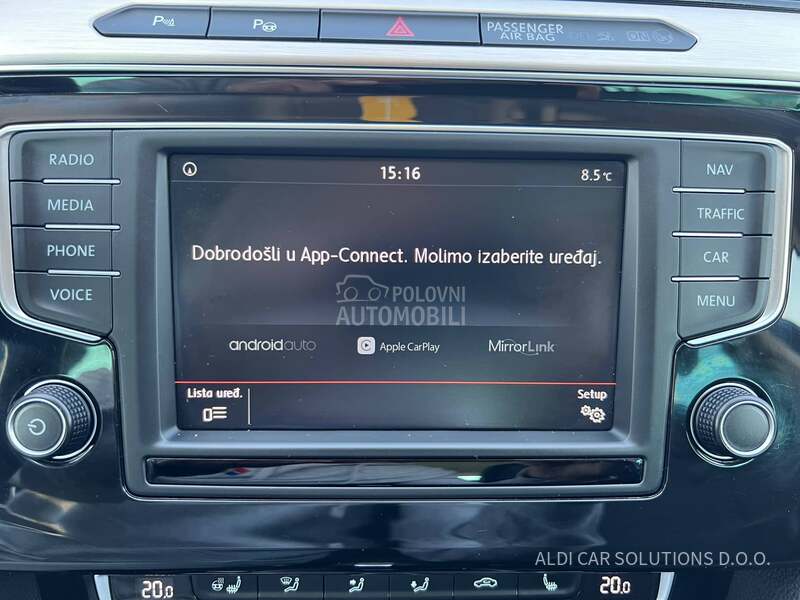 P
P
PASSENGER
AIR BAG
ON
RADIO
MEDIA
PHONE
VOICE
NAV
TRAFFIC
CAR
MENU
15:16
8.5 °C
Dobrodošli u App-Connect. Molimo izaberite uređaj.
POLOVNI
AUTOMOBILI
androidauto
Apple CarPlay
MirrorLink
Lista uređ.
Setup
ALDI CAR SOLUTIONS D.O.O.
20.0
20.0